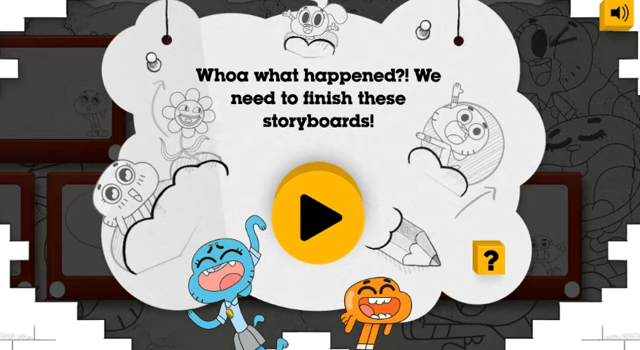 Whoa what happened?! We
need to finish these
storyboards!
?